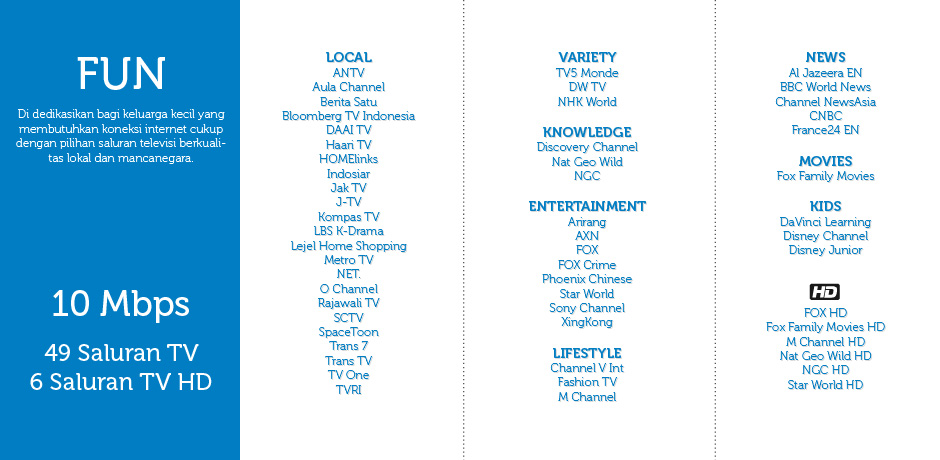 FUN
Di dedikasikan bagi keluarga kecil yang
membutuhkan koneksi internet cukup
dengan pilihan saluran televisi berkuali-
tas lokal dan mancanegara.
10 Mbps
49 Saluran TV
6 Saluran TV HD
LOCAL
ANTV
Aula Channel
Berita Satu
Bloomberg TV Indonesia
DAAI TV
Haari TV
HOMElinks
Indosiar
Jak TV
J-TV
Kompas TV
LBS K-Drama
Lejel Home Shopping
Metro TV
NET.
O Channel
Rajawali TV
SCTV
SpaceToon
Trans 7
Trans TV
TV One
TVRI
VARIETY
TV5 Monde
DW TV
NHK World
KNOWLEDGE
Discovery Channel
Nat Geo Wild
NGC
ENTERTAINMENT
Arirang
AXN
FOX
FOX Crime
Phoenix Chinese
Star World
Sony Channel
XingKong
LIFESTYLE
Channel V Int
Fashion TV
M Channel
NEWS
Al Jazeera EN
BBC World News
Channel NewsAsia
CNBC
France24 EN
MOVIES
Fox Family Movies
KIDS
DaVinci Learning
Disney Channel
Disney Junior
HD
FOX HD
Fox Family Movies HD
M Channel HD
Nat Geo Wild HD
NGC HD
Star World HD